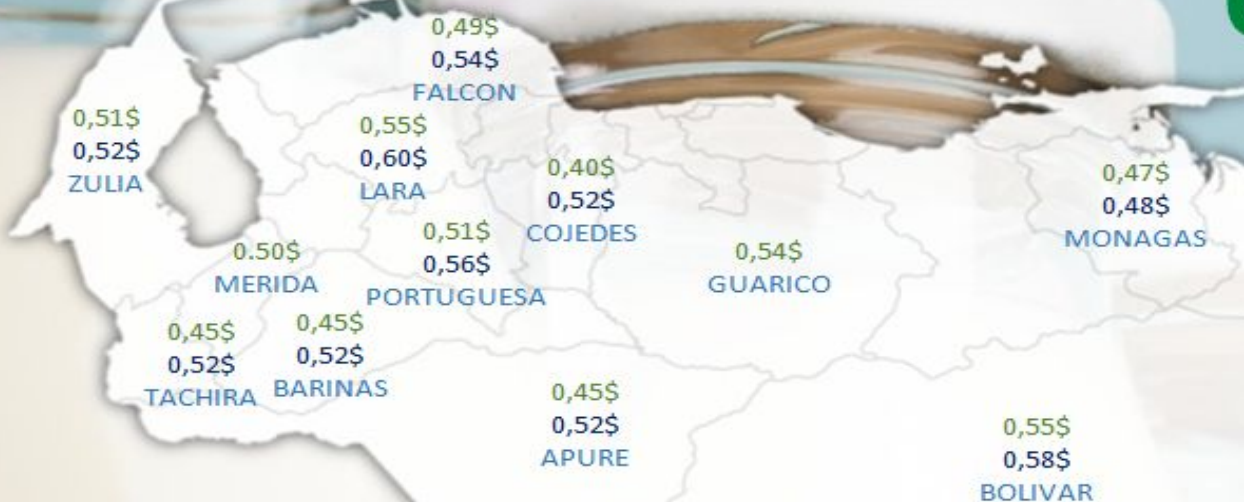 0,49$
0,54$
FALCON
0,51$
0,52$
ZULIA
0,55$
0,60$
LARA
0,40$
0,52$
COJEDES
0,47$
0,48$
MONAGAS
0.50$
MERIDA
0,51$
0,56$
PORTUGUESA
0,54$
GUARICO
0,45$
0,52$
TACHIRA
0,45$
0,52$
BARINAS
0,45$
0,52$
APURE
0,55$
0,58$
BOLIVAR